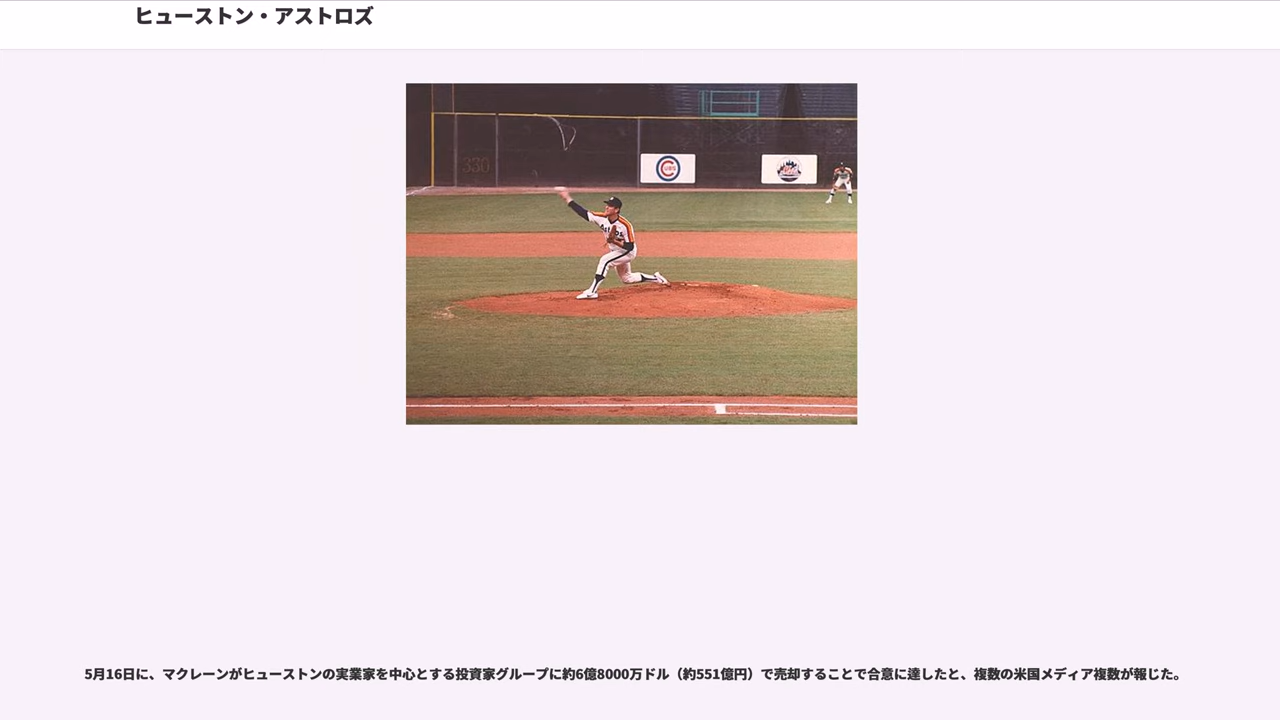 ヒューストン・アストロズ
330
CUBS
Mets
Astros
5月16日に、マクレーンがヒューストンの実業家を中心とする投資家グループに約6億8000万ドル（約551億円）で売却することで合意に達したと、複数の米国メディア複数が報じた。